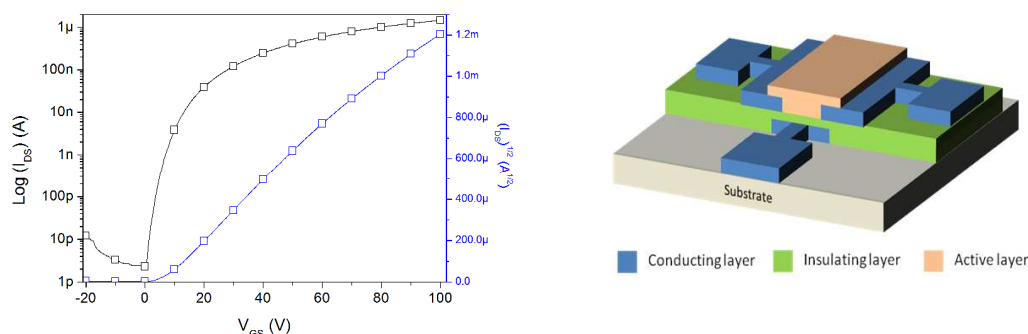 Log (I_DS) (A)
1µ
100n
10n
1n
100p
10p
1p
-20 0 20 40 60 80 100
V_GS (V)
1.2m
1.0m
800.0µ
600.0µ
400.0µ
200.0µ
0.0
(I_DS)^1/2 (A^1/2)
Substrate
Conducting layer
Insulating layer
Active layer